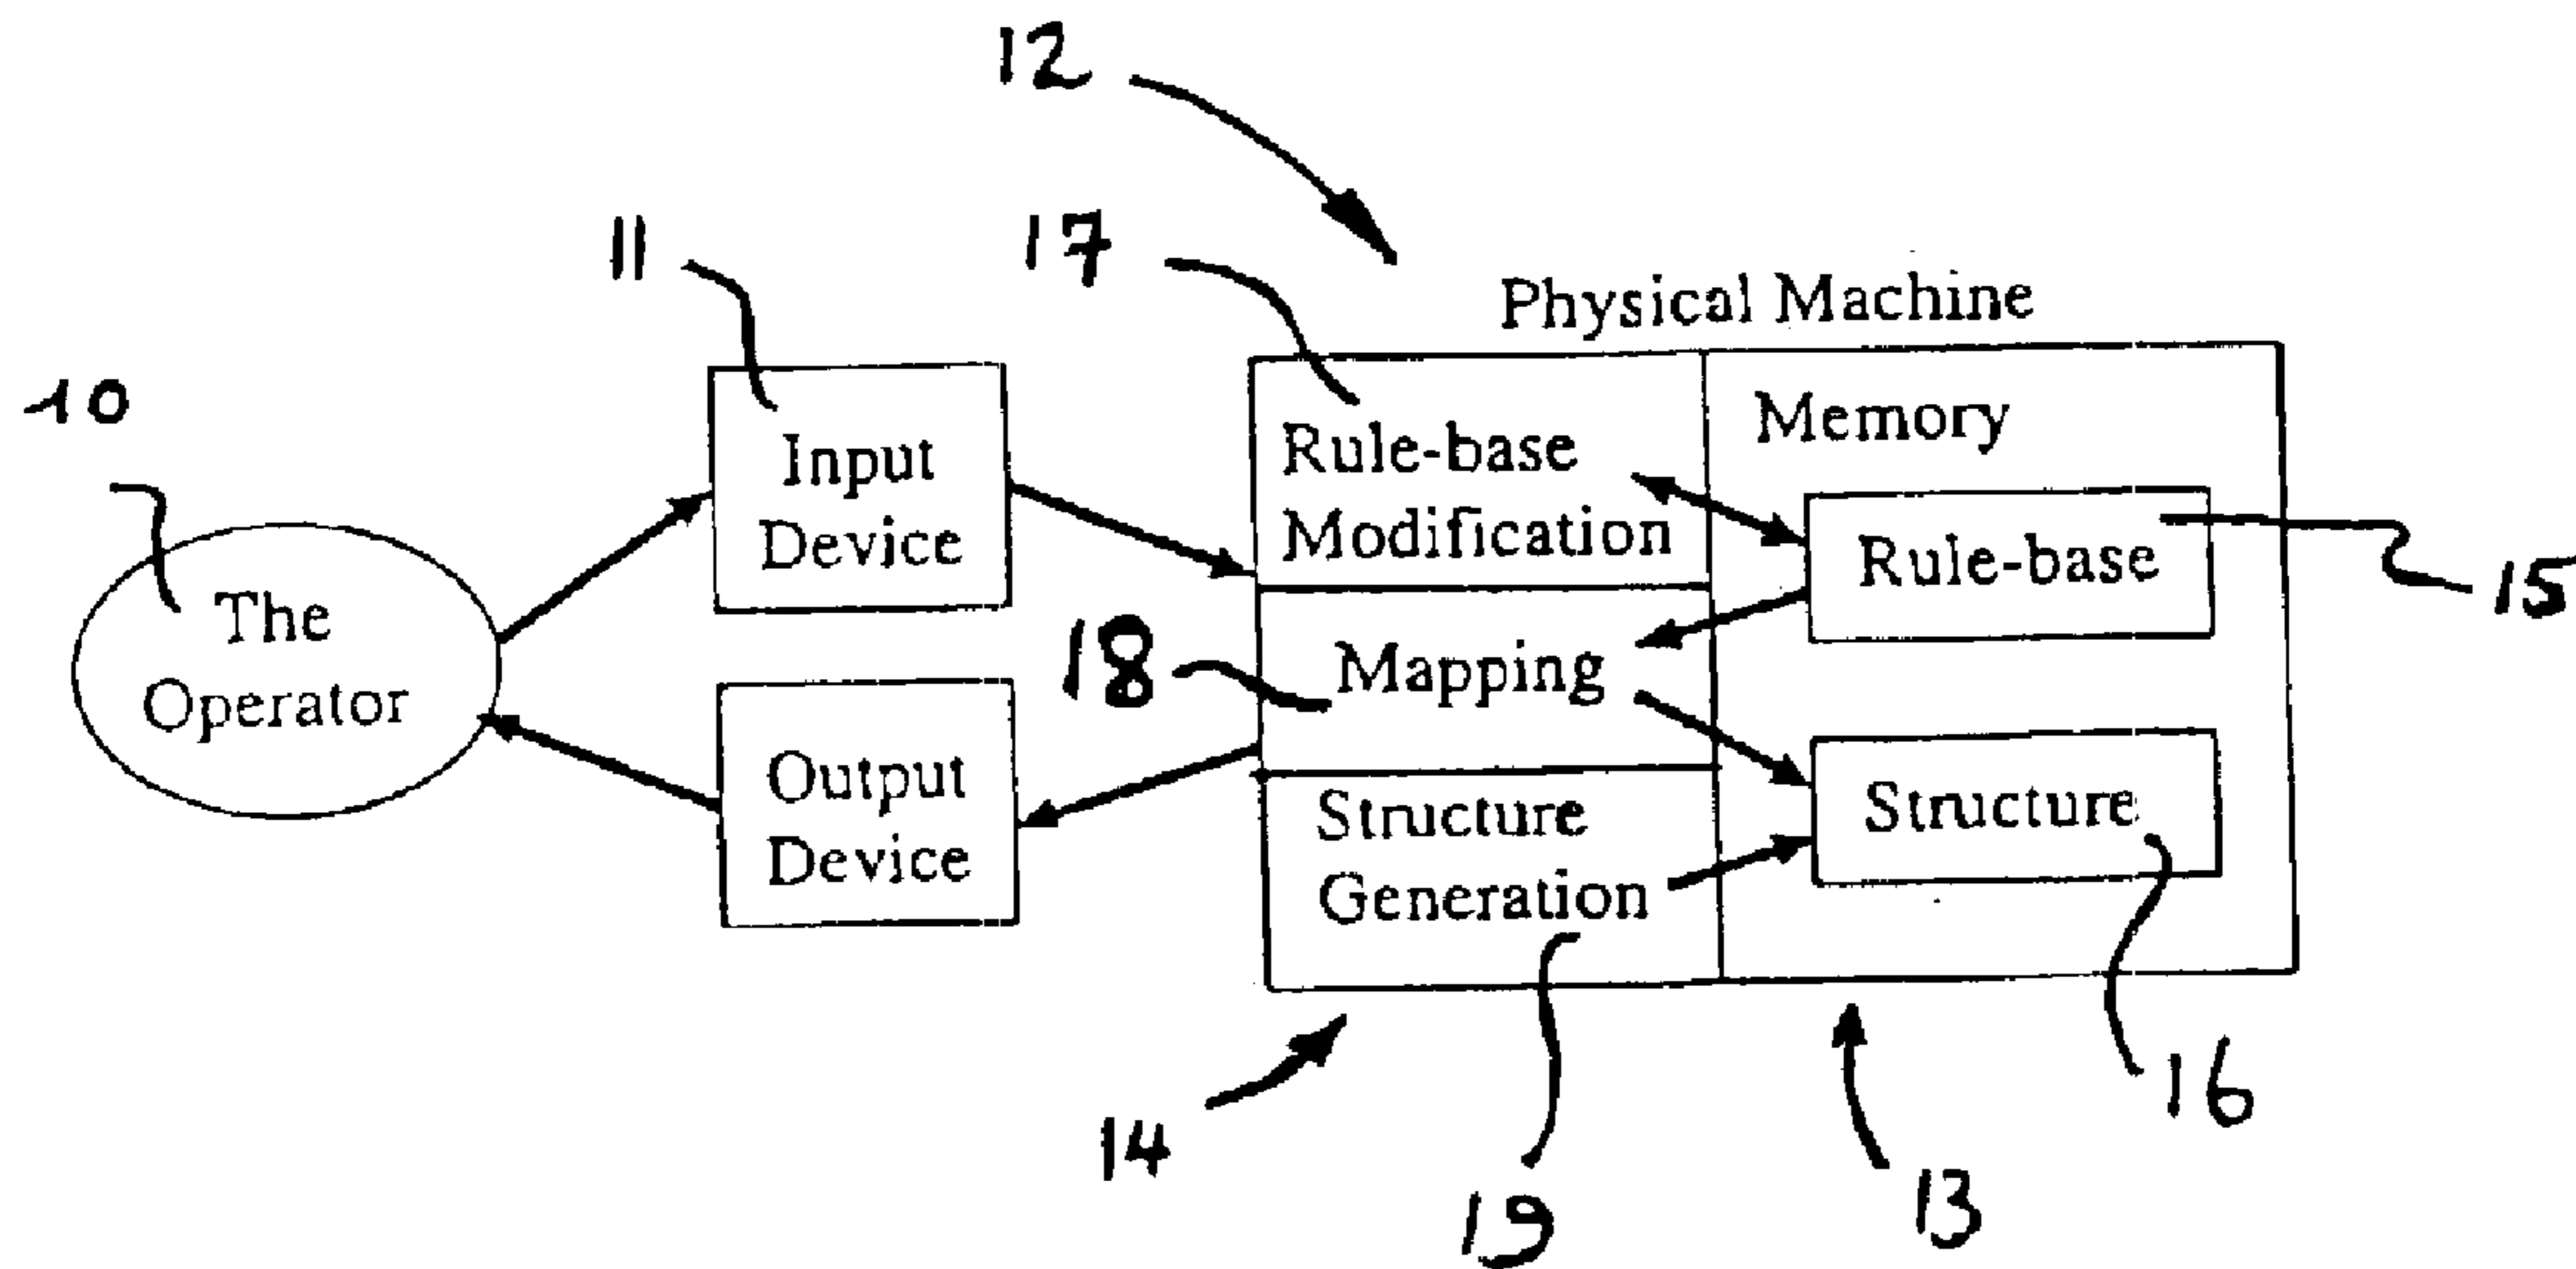 12
11
17
Physical Machine
10
Input
Device
Rule-base
Modification
Memory
Rule-base
15
The
Operator
18
Mapping
Output
Device
Structure
Generation
Structure
14
19
13
16